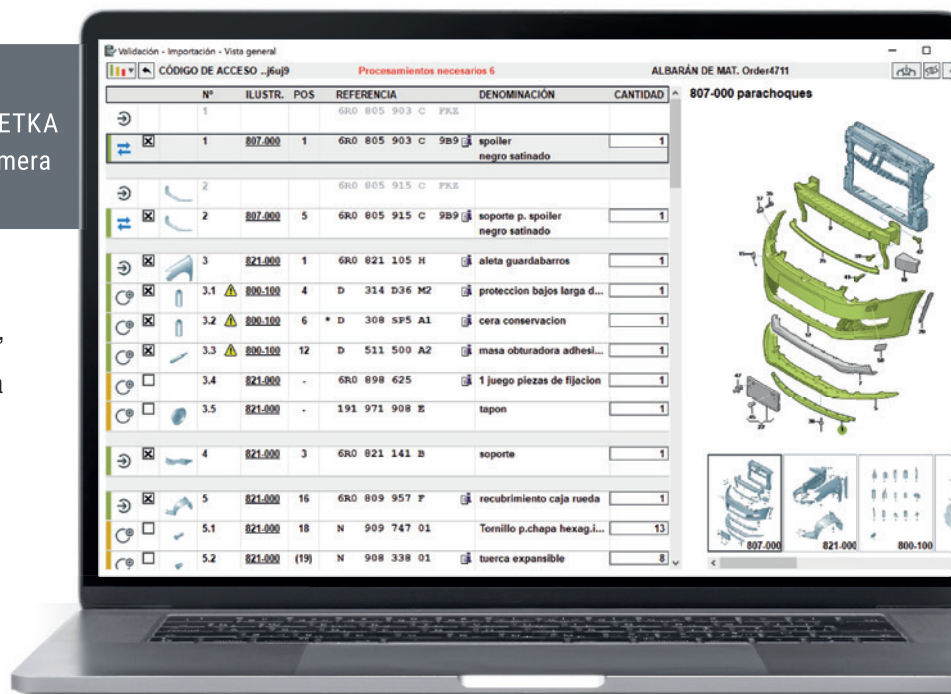 ETKA
mera
,
a
Validación - Importación - Vista general
CÓDIGO DE ACCESO ..j6uj9 Procesamientos necesarios 6 ALBARÁN DE MAT. Order4711
Nº ILUSTR. POS REFERENCIA DENOMINACIÓN CANTIDAD
807-000 parachoques
1 6R0 805 903 C FKZ
1 807-000 1 6R0 805 903 C 9B9 spoiler 1
negro satinado
2 6R0 805 915 C FKZ
2 807-000 5 6R0 805 915 C 9B9 soporte p. spoiler 1
negro satinado
3 821-000 1 6R0 821 105 H aleta guardabarros 1
3.1 800-100 4 D 314 D36 M2 proteccion bajos larga d... 1
3.2 800-100 6 * D 308 SP5 A1 cera conservacion 1
3.3 800-100 12 D 511 500 A2 masa obturadora adhesi... 1
3.4 821-000 - 6R0 898 625 1 juego piezas de fijacion 1
3.5 821-000 - 191 971 908 E tapon 1
4 821-000 3 6R0 821 141 B soporte 1
5 821-000 16 6R0 809 957 F recubrimiento caja rueda 1
5.1 821-000 18 N 909 747 01 Tornillo p.chapa hexag.i... 13
5.2 821-000 (19) N 908 338 01 tuerca expansible 8
807-000 821-000 800-100